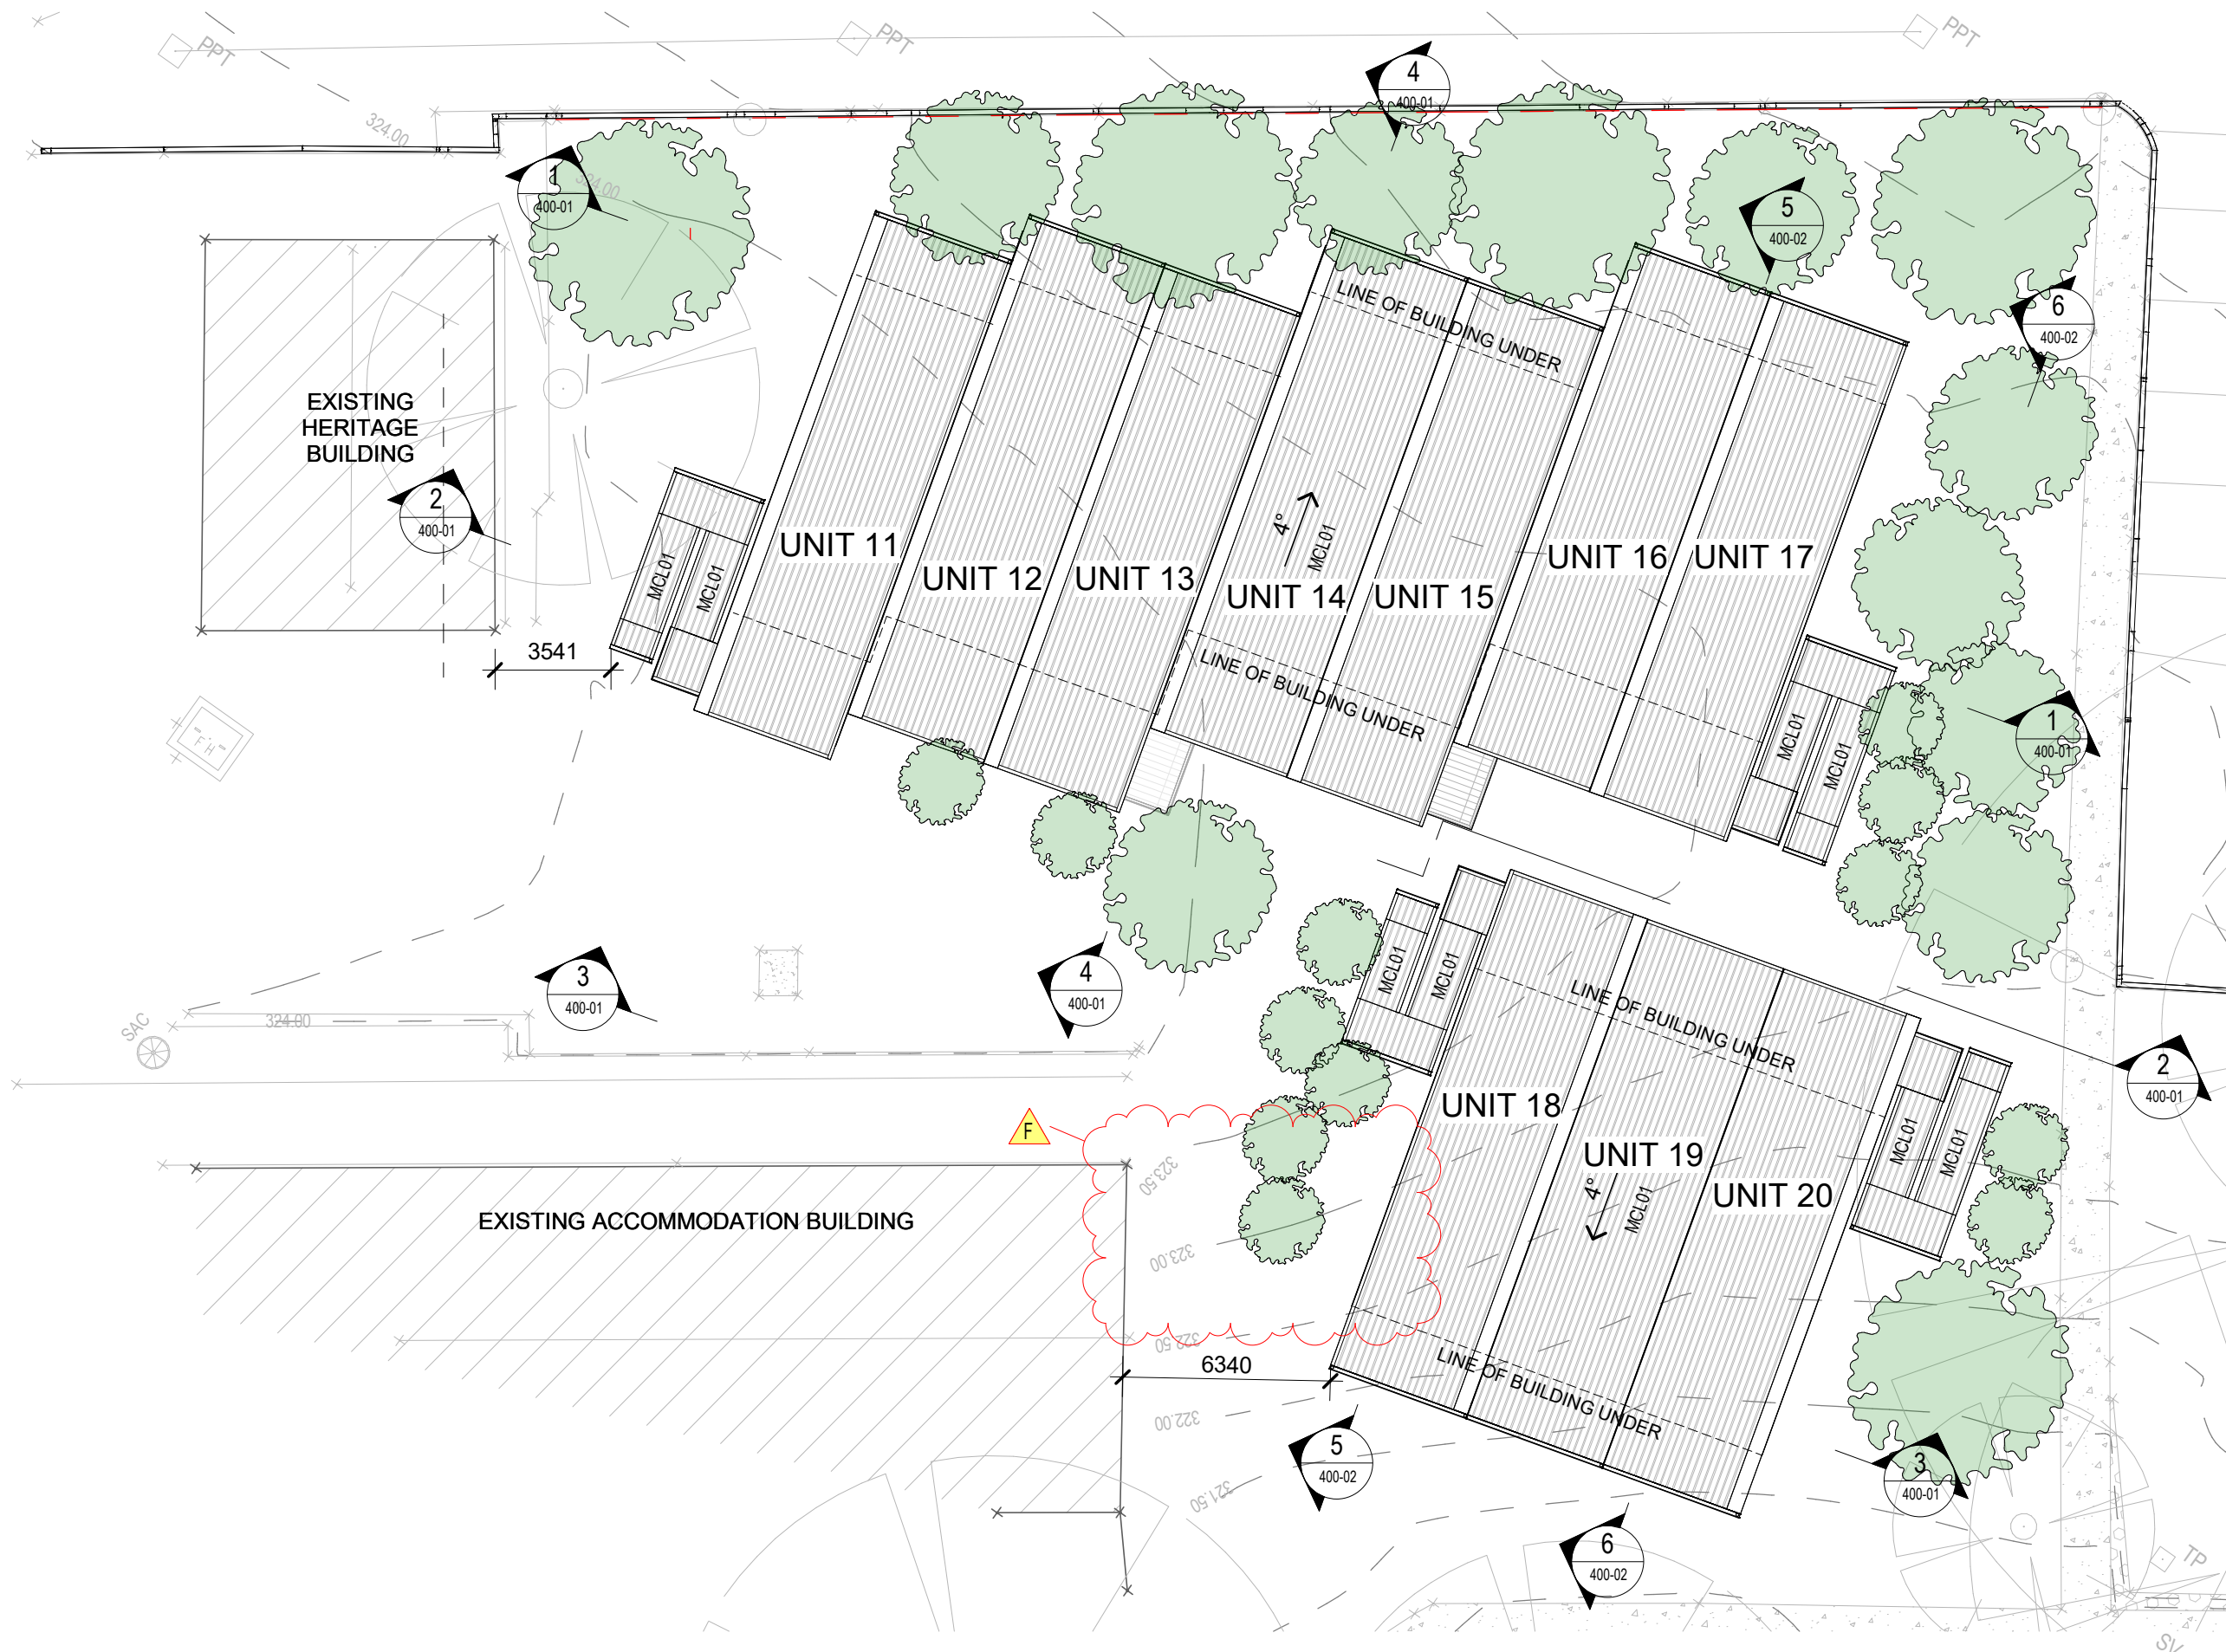 PPT
PPT
PPT
4
400-01
324.00
1
400-01
324.00
5
400-02
6
400-02
LINE OF BUILDING UNDER
EXISTING
HERITAGE
BUILDING
2
400-01
4°
MCL01
UNIT 11
UNIT 12
UNIT 13
UNIT 14
UNIT 15
UNIT 16
UNIT 17
MCL01
MCL01
3541
LINE OF BUILDING UNDER
F.H
MCL01
MCL01
1
400-01
3
400-01
4
400-01
MCL01
MCL01
LINE OF BUILDING UNDER
SAC
324.00
2
400-01
F
UNIT 18
UNIT 19
UNIT 20
4°
MCL01
MCL01
MCL01
323.50
EXISTING ACCOMMODATION BUILDING
323.00
322.50
6340
LINE OF BUILDING UNDER
322.00
5
400-02
321.50
3
400-01
6
400-02
TP
SV